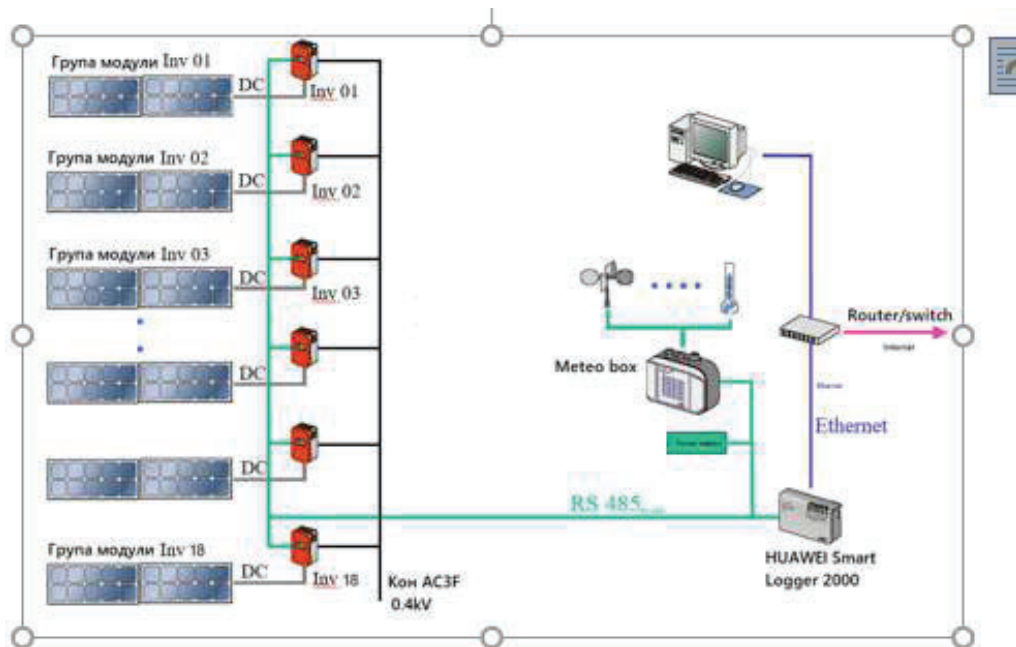 Група модули Inv 01
DC
Inv 01
Група модули Inv 02
DC
Inv 02
Група модули Inv 03
DC
Inv 03
DC
DC
Група модули Inv 18
DC
Inv 18
Кон AC3F
0.4kV
Meteo box
RS 485
Router/switch
Internet
Ethernet
HUAWEI Smart
Logger 2000